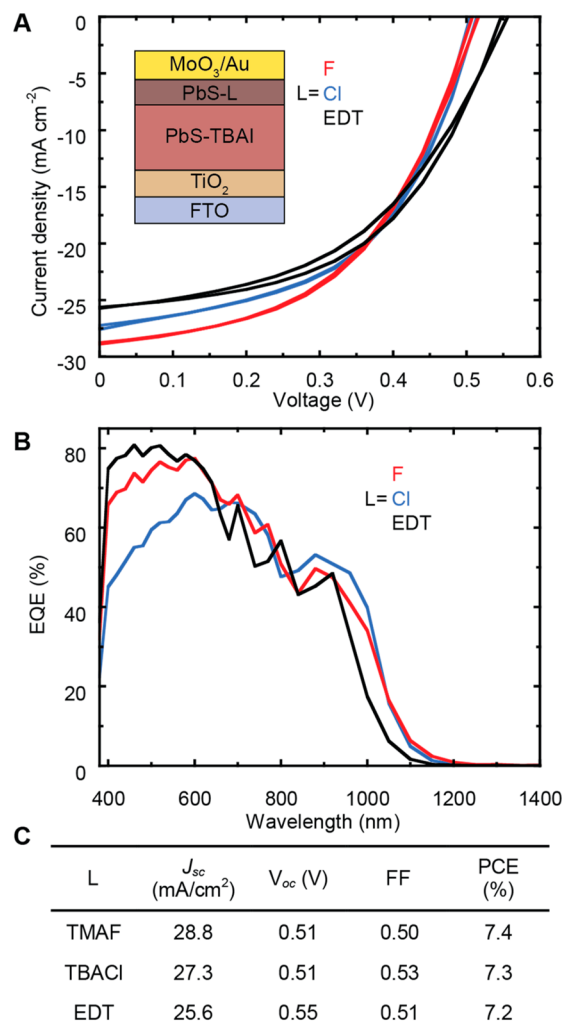 A
0
-5
-10
-15
-20
-25
-30
Current density (mA cm⁻²)
MoO₃/Au
PbS-L
PbS-TBAI
TiO₂
FTO
F
L= Cl
EDT
0 0.1 0.2 0.3 0.4 0.5 0.6
Voltage (V)
B
80
60
40
20
0
EQE (%)
F
L= Cl
EDT
400 600 800 1000 1200 1400
Wavelength (nm)
C
L Jsc (mA/cm²) Voc (V) FF PCE (%)
TMAF 28.8 0.51 0.50 7.4
TBACl 27.3 0.51 0.53 7.3
EDT 25.6 0.55 0.51 7.2